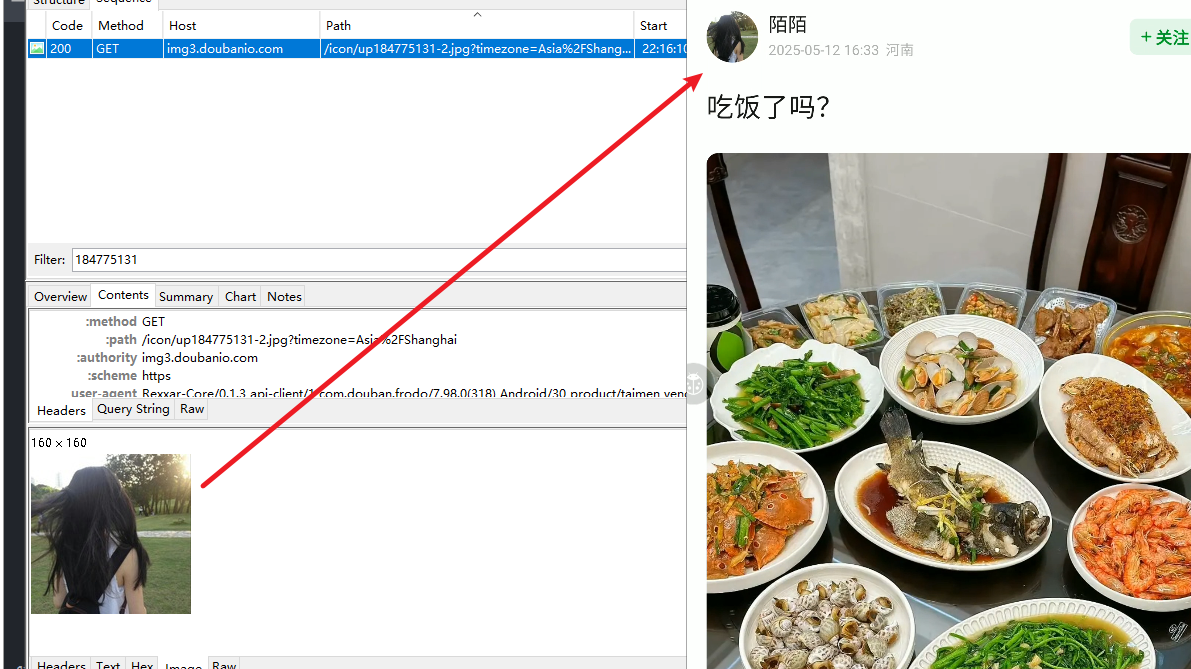 Structure Sequence
Code Method Host Path Start
200 GET img3.doubanio.com /icon/up184775131-2.jpg?timezone=Asia%2FShang... 22:16:10
Filter: 184775131
Overview Contents Summary Chart Notes
:method GET
:path /icon/up184775131-2.jpg?timezone=Asia%2FShanghai
:authority img3.doubanio.com
:scheme https
user-agent Rexxar-Core/0.1.3 api-client/1 com.douban.frodo/7.98.0(318) Android/30 product/taimen
Headers Query String Raw
160 × 160
Headers Text Hex Image Raw
陌陌
2025-05-12 16:33 河南
+ 关注
吃饭了吗?